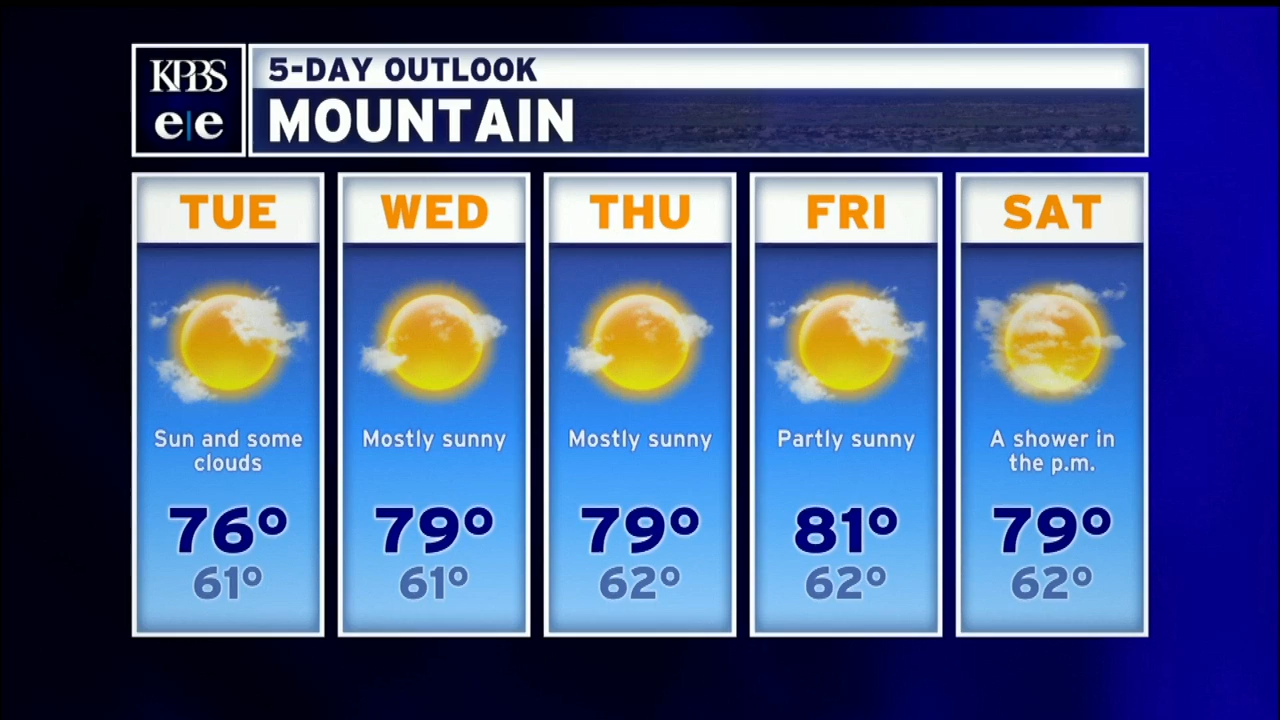 KPBS
e|e
5-DAY OUTLOOK
MOUNTAIN
TUE
Sun and some
clouds
76°
61°
WED
Mostly sunny
79°
61°
THU
Mostly sunny
79°
62°
FRI
Partly sunny
81°
62°
SAT
A shower in
the p.m.
79°
62°